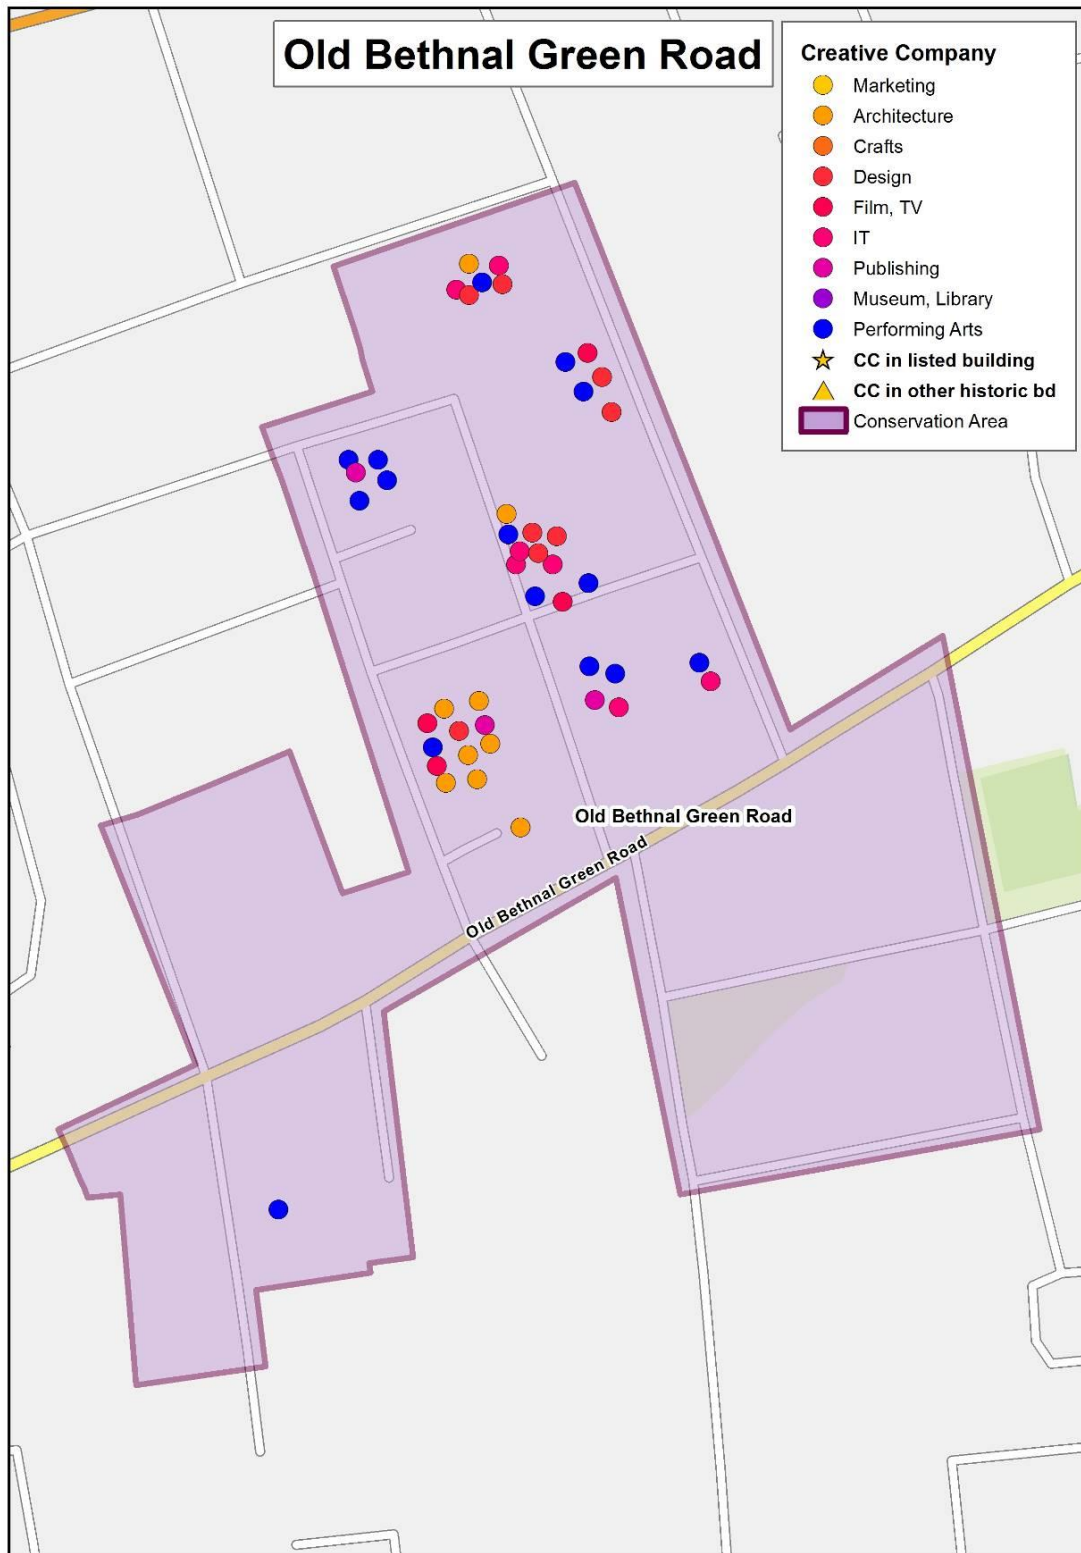 Old Bethnal Green Road
Creative Company
Marketing
Architecture
Crafts
Design
Film, TV
IT
Publishing
Museum, Library
Performing Arts
CC in listed building
CC in other historic bd
Conservation Area
Old Bethnal Green Road
Old Bethnal Green Road